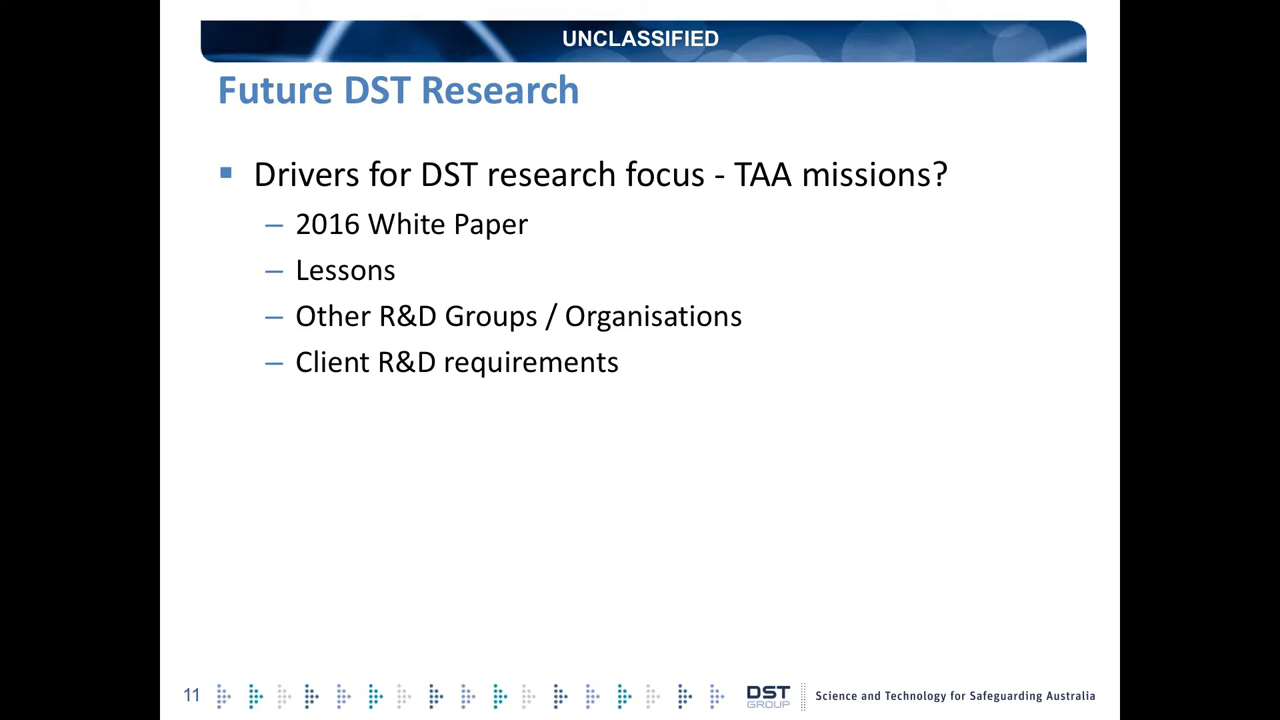 UNCLASSIFIED
Future DST Research
▪ Drivers for DST research focus - TAA missions?
– 2016 White Paper
– Lessons
– Other R&D Groups / Organisations
– Client R&D requirements
11
DST
GROUP
Science and Technology for Safeguarding Australia